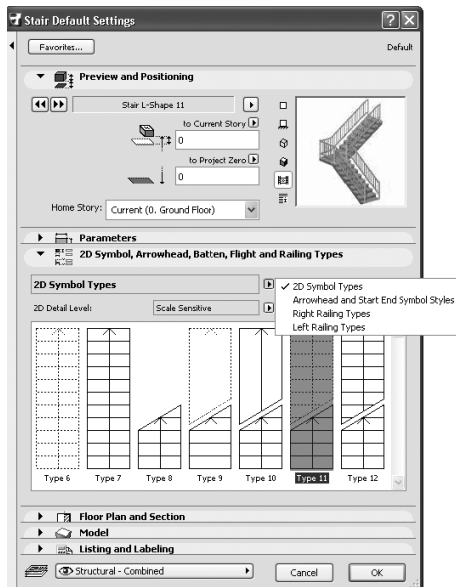 Stair Default Settings
Favorites...
Default
Preview and Positioning
Stair L-Shape 11
to Current Story
0
to Project Zero
0
Home Story: Current (0. Ground Floor)
Parameters
2D Symbol, Arrowhead, Batten, Flight and Railing Types
2D Symbol Types
✓ 2D Symbol Types
Arrowhead and Start End Symbol Styles
Right Railing Types
Left Railing Types
2D Detail Level: Scale Sensitive
Type 6 Type 7 Type 8 Type 9 Type 10 Type 11 Type 12
Floor Plan and Section
Model
Listing and Labeling
Structural - Combined
Cancel
OK